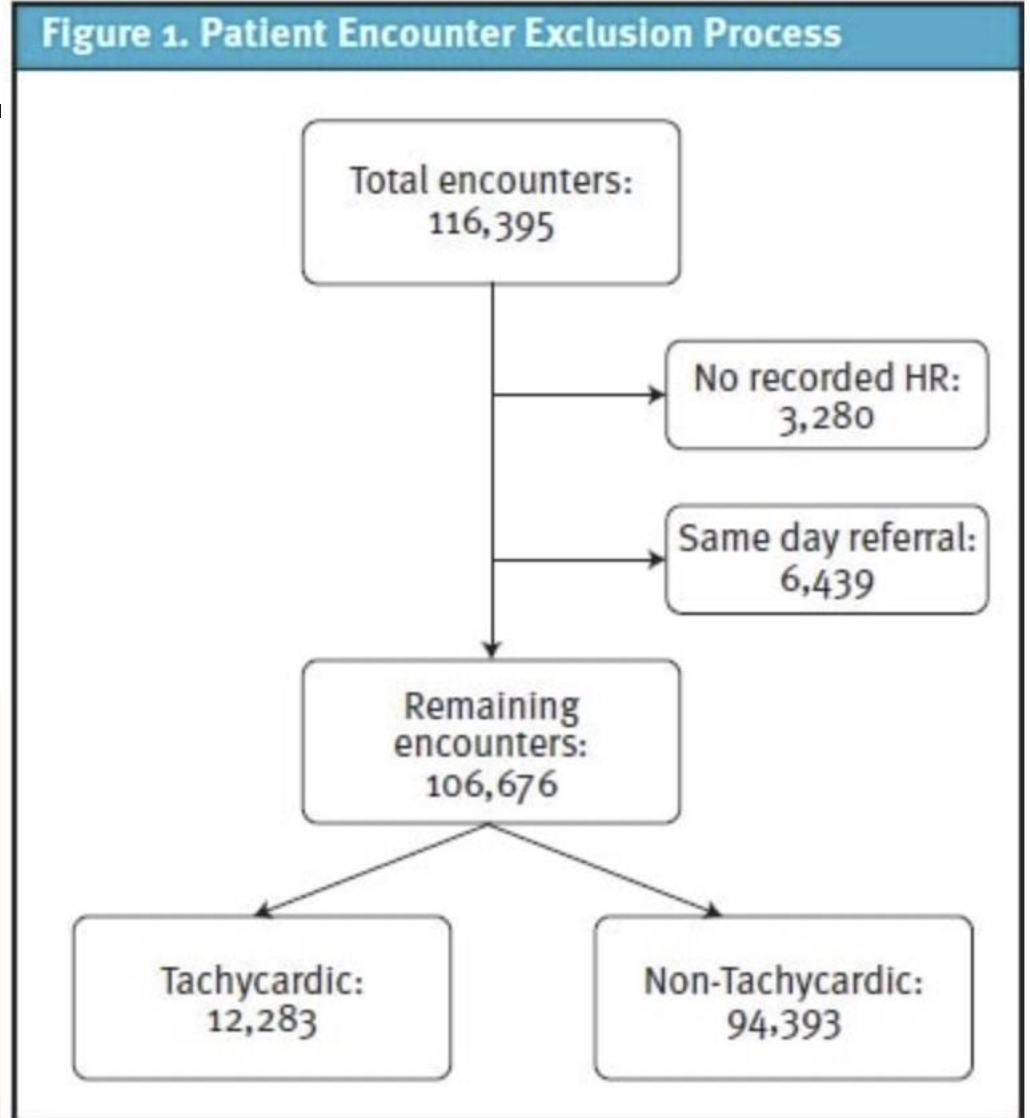 Figure 1. Patient Encounter Exclusion Process
Total encounters:
116,395
No recorded HR:
3,280
Same day referral:
6,439
Remaining
encounters:
106,676
Tachycardic:
12,283
Non-Tachycardic:
94,393